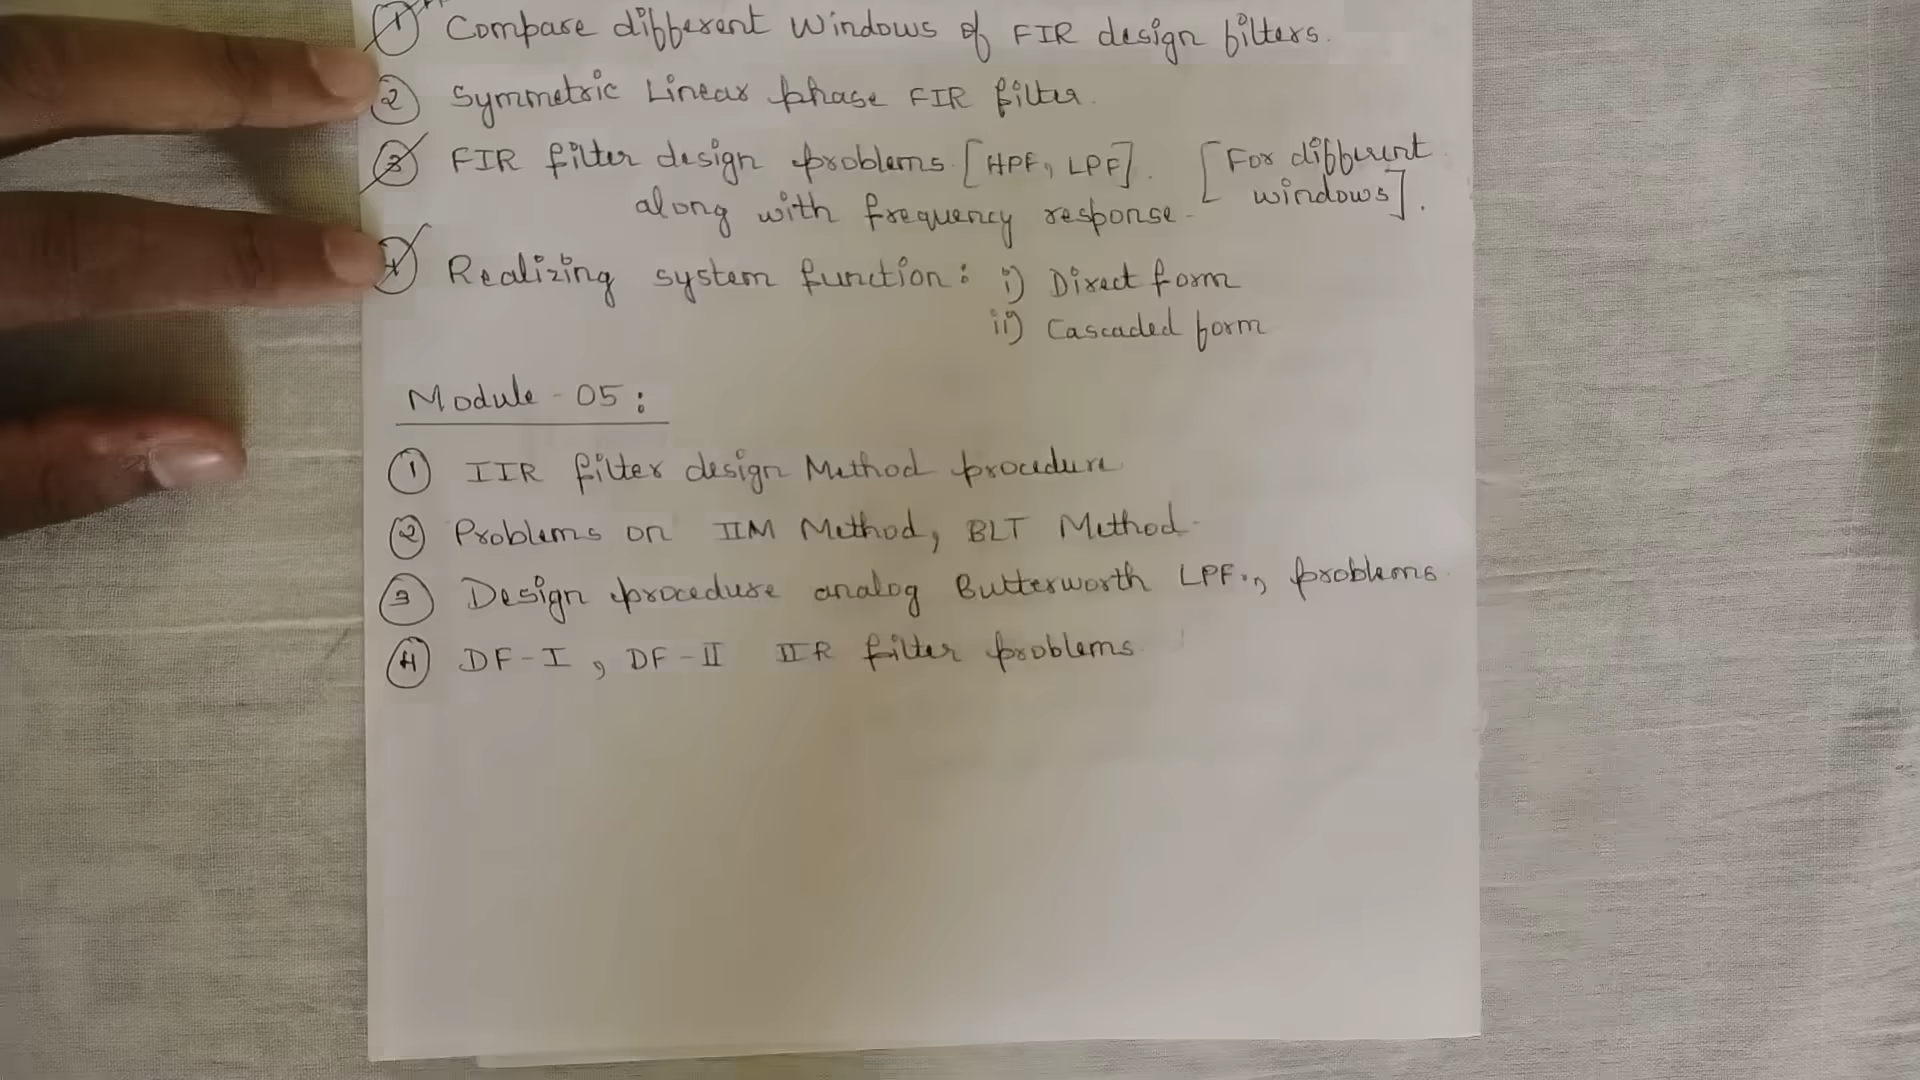 ① Compare different Windows of FIR design filters.
② Symmetric Linear phase FIR filter.
③ FIR filter design problems [HPF, LPF]. [For different
along with frequency response. windows].
④ Realizing system function: i) Direct form
ii) Cascaded form
Module - 05:
① IIR filter design Method procedure
② Problems on IIM Method, BLT Method.
③ Design procedure analog Butterworth LPF., problems.
④ DF-I, DF-II IIR filter problems.